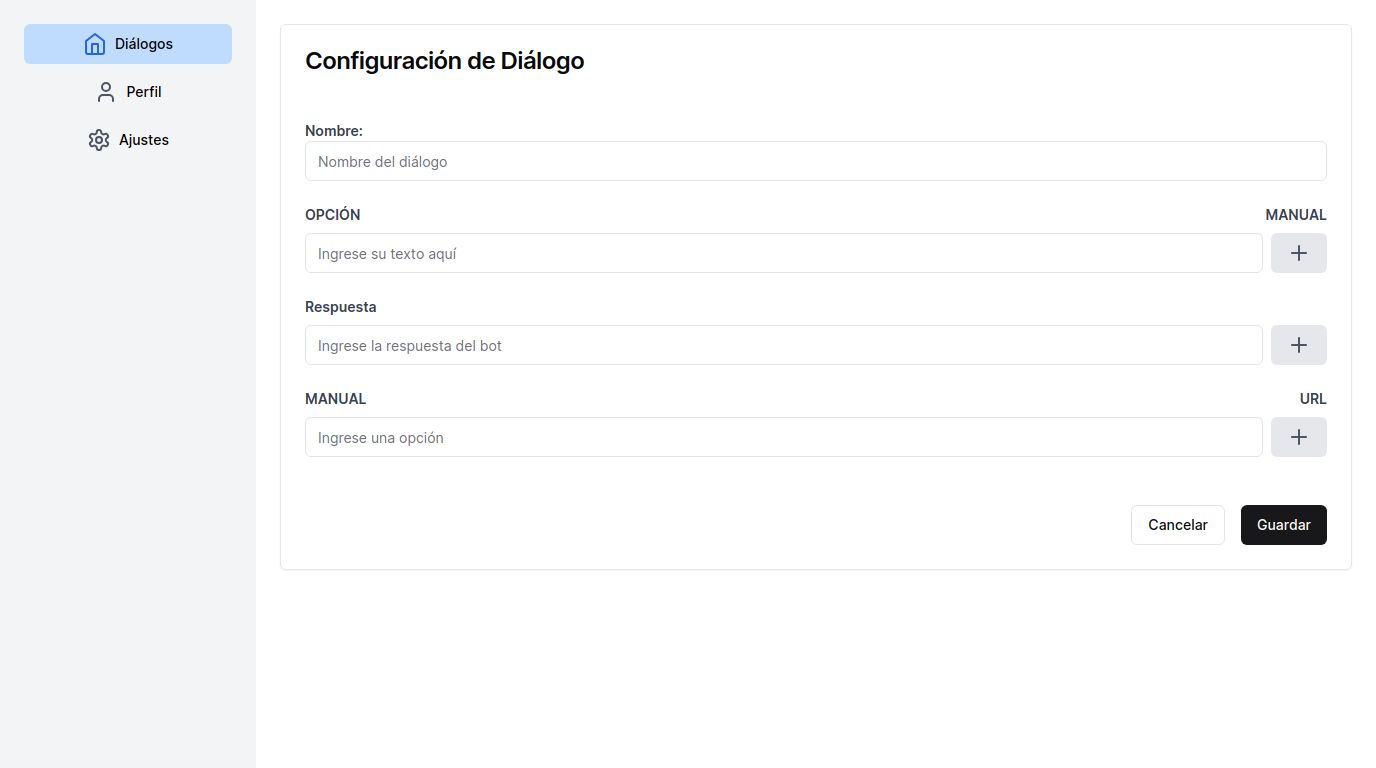 Diálogos
Perfil
Ajustes
Configuración de Diálogo
Nombre:
Nombre del diálogo
OPCIÓN MANUAL
Ingrese su texto aquí
Respuesta
Ingrese la respuesta del bot
MANUAL URL
Ingrese una opción
Cancelar Guardar